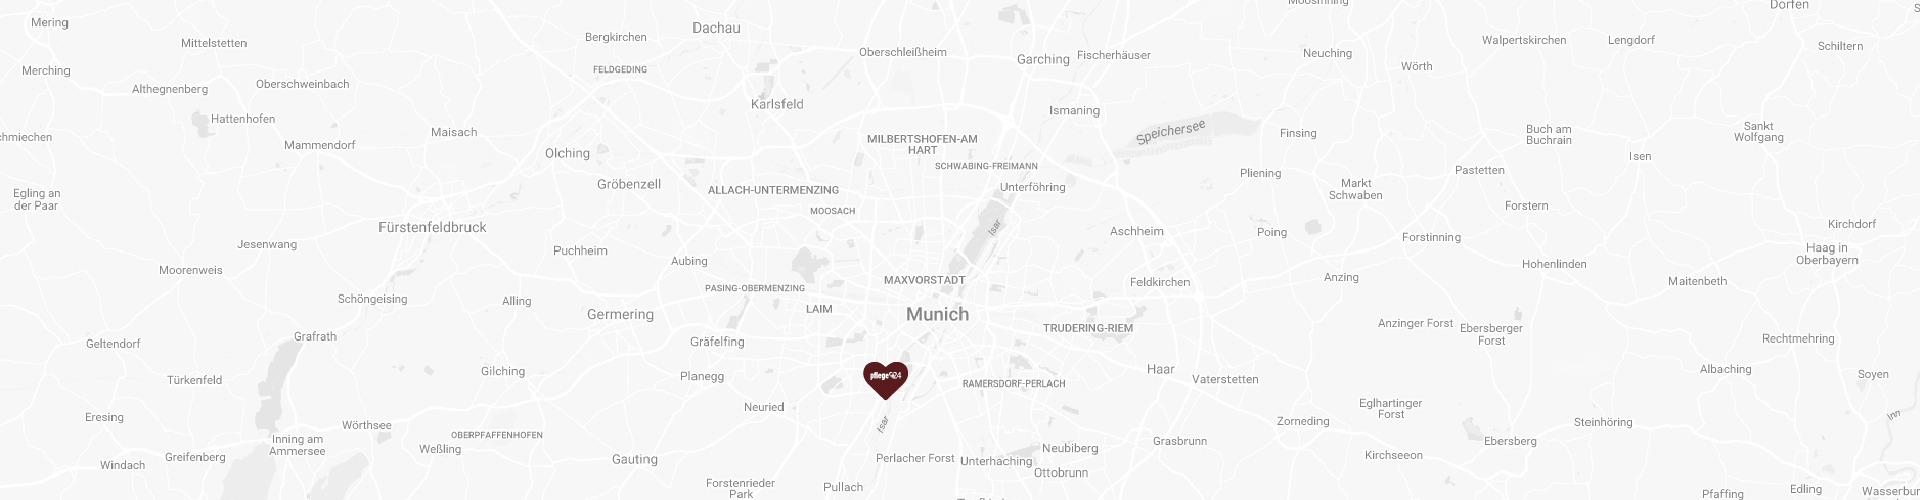 Mering
Mittelstetten
Bergkirchen
Dachau
Oberschleißheim
Garching
Fischerhäuser
Moosinning
Neuching
Walpertskirchen
Lengdorf
Dorfen
Schiltern
Merching
Althegnenberg
Oberschweinbach
FELDGEDING
Karlsfeld
Ismaning
Wörth
Hattenhofen
Maisach
Mammendorf
Olching
MILBERTSHOFEN-AM
HART
SCHWABING-FREIMANN
Speichersee
Finsing
Buch am
Buchrain
Sankt
Wolfgang
Isen
chmiechen
Egling an
der Paar
Gröbenzell
ALLACH-UNTERMENZING
MOOSACH
Unterföhring
Pliening
Markt
Schwaben
Pastetten
Forstern
Fürstenfeldbruck
Jesenwang
Puchheim
Aubing
Isar
Aschheim
Poing
Forstinning
Kirchdorf
Haag in
Oberbayern
Moorenweis
Schöngeising
Alling
PASING-OBERMENZING
MAXVORSTADT
Feldkirchen
Anzing
Hohenlinden
Maitenbeth
Germering
LAIM
Munich
TRUDERING-RIEM
Anzinger Forst
Ebersberger
Forst
Rechtmehring
Geltendorf
Grafrath
Gräfelfing
Türkenfeld
Gilching
Planegg
pflege24
RAMERSDORF-PERLACH
Haar
Vaterstetten
Albaching
Soyen
Eresing
Wörthsee
Neuried
Isar
Eglhartinger
Forst
Zorneding
Steinhöring
Inn
Inning am
Ammersee
OBERPFAFFENHOFEN
Weßling
Windach
Greifenberg
Gauting
Perlacher Forst
Unterhaching
Neubiberg
Ottobrunn
Grasbrunn
Kirchseeon
Ebersberg
Forstenrieder
Park
Pullach
Pfaffing
Edling
Wasserbur